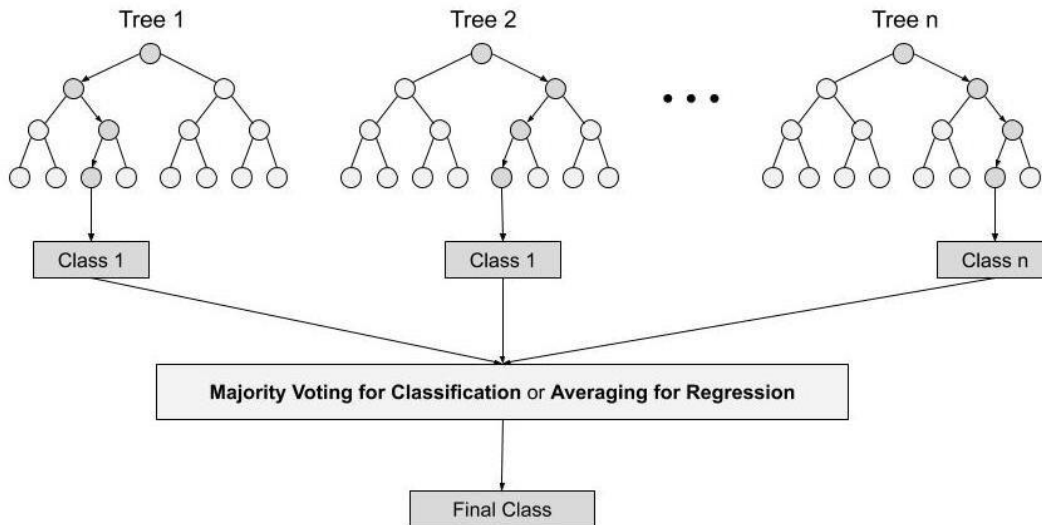 Tree 1
Tree 2
Tree n
Class 1
Class 1
Class n
Majority Voting for Classification or Averaging for Regression
Final Class